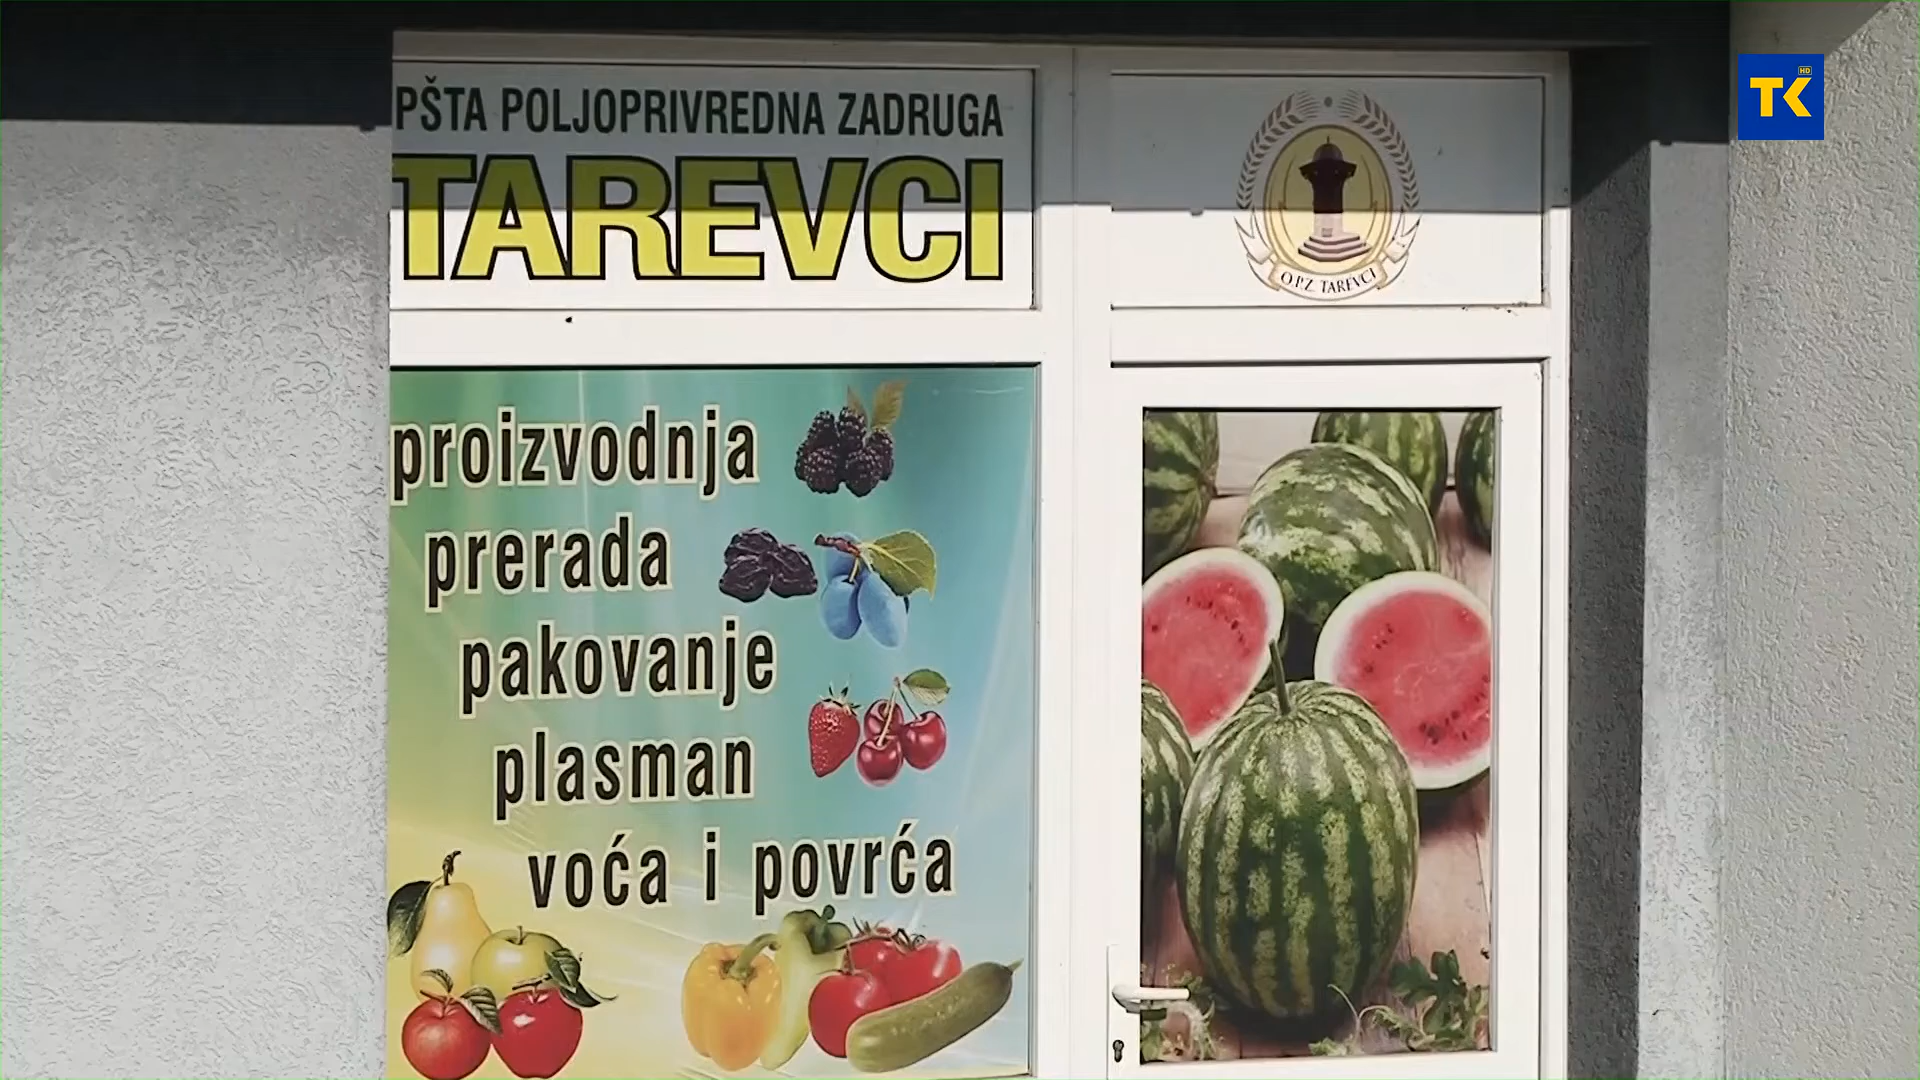 PŠTA POLJOPRIVREDNA ZADRUGA
TAREVCI
O.P.Z. TAREVCI
proizvodnja
prerada
pakovanje
plasman
voća i povrća
TK HD